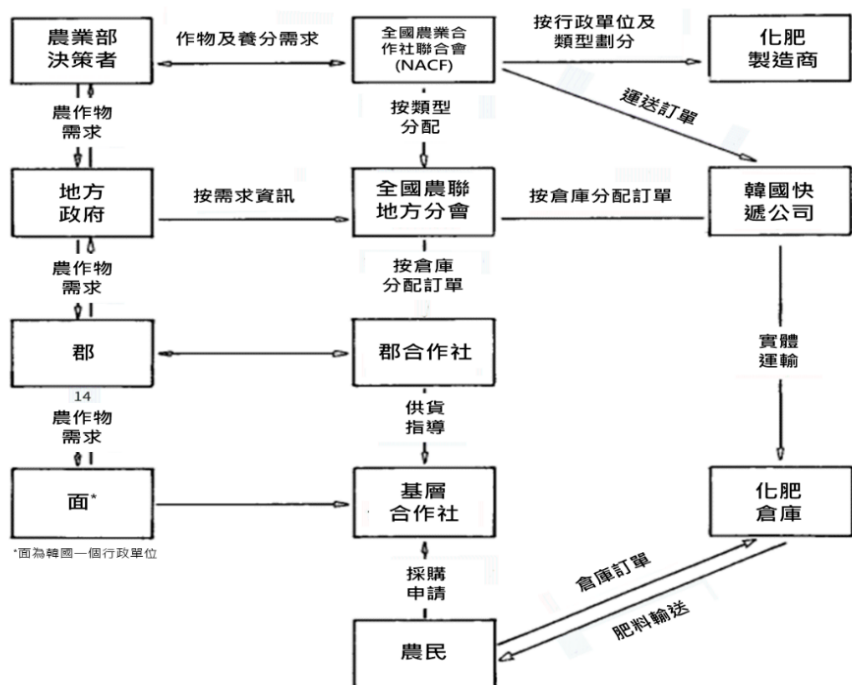 農業部
決策者
作物及養分需求
全國農業合
作社聯合會
(NACF)
按行政單位及
類型劃分
化肥
製造商
農作物
需求
按類型
分配
運送訂單
地方
政府
按需求資訊
全國農聯
地方分會
按倉庫分配訂單
韓國快
遞公司
農作物
需求
按倉庫
分配訂單
郡
郡合作社
實體
運輸
14
農作物
需求
供貨
指導
面*
基層
合作社
化肥
倉庫
*面為韓國一個行政單位
採購
申請
倉庫訂單
肥料輸送
農民